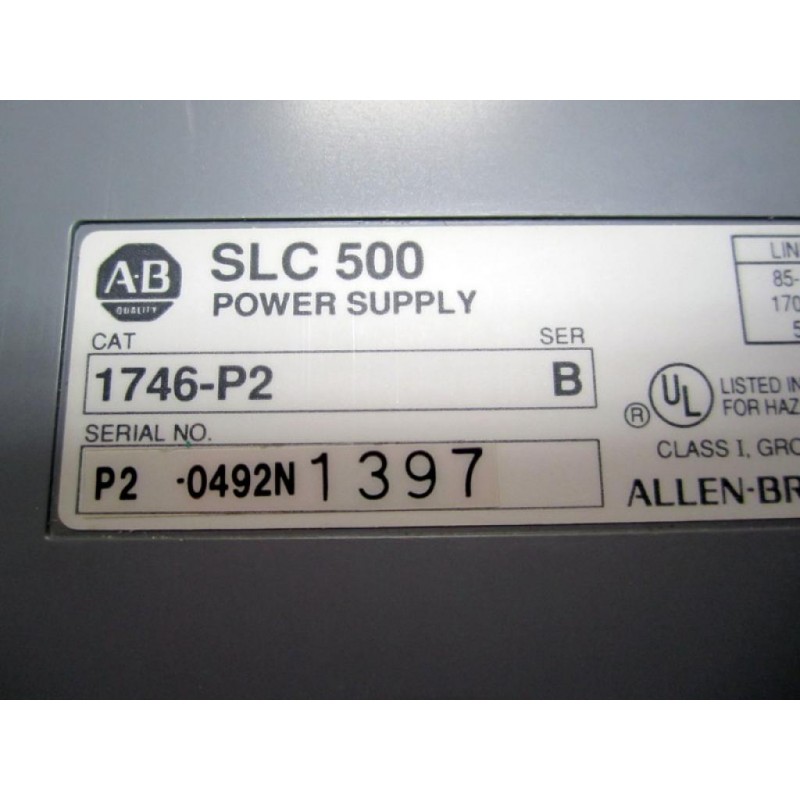 A·B
QUALITY
SLC 500
POWER SUPPLY
CAT
SER
1746-P2
B
SERIAL NO.
P2 -0492N 1397
LIN
85-
170
5
® UL
LISTED IN
FOR HAZ
CLASS I, GRO
ALLEN-BR